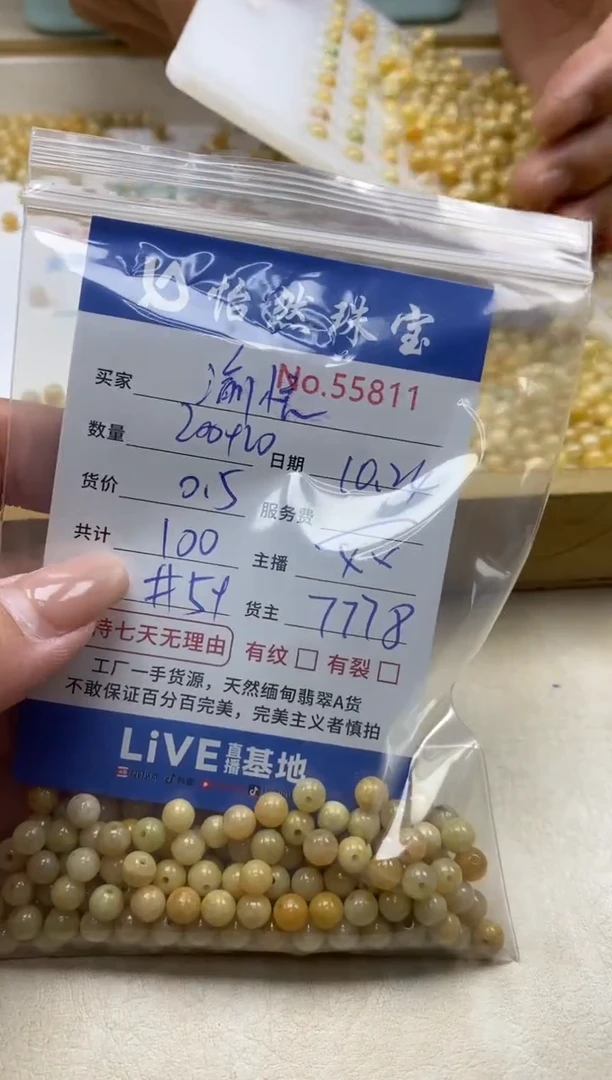 怡然珠宝
No.55811
买家 渝惶
数量 200+20 日期 10.24
货价 0.5 服务费
共计 100 主播
#54 货主 7778
持七天无理由 有纹 有裂
工厂一手货源，天然缅甸翡翠A货
不敢保证百分百完美，完美主义者慎拍
LiVE直播基地